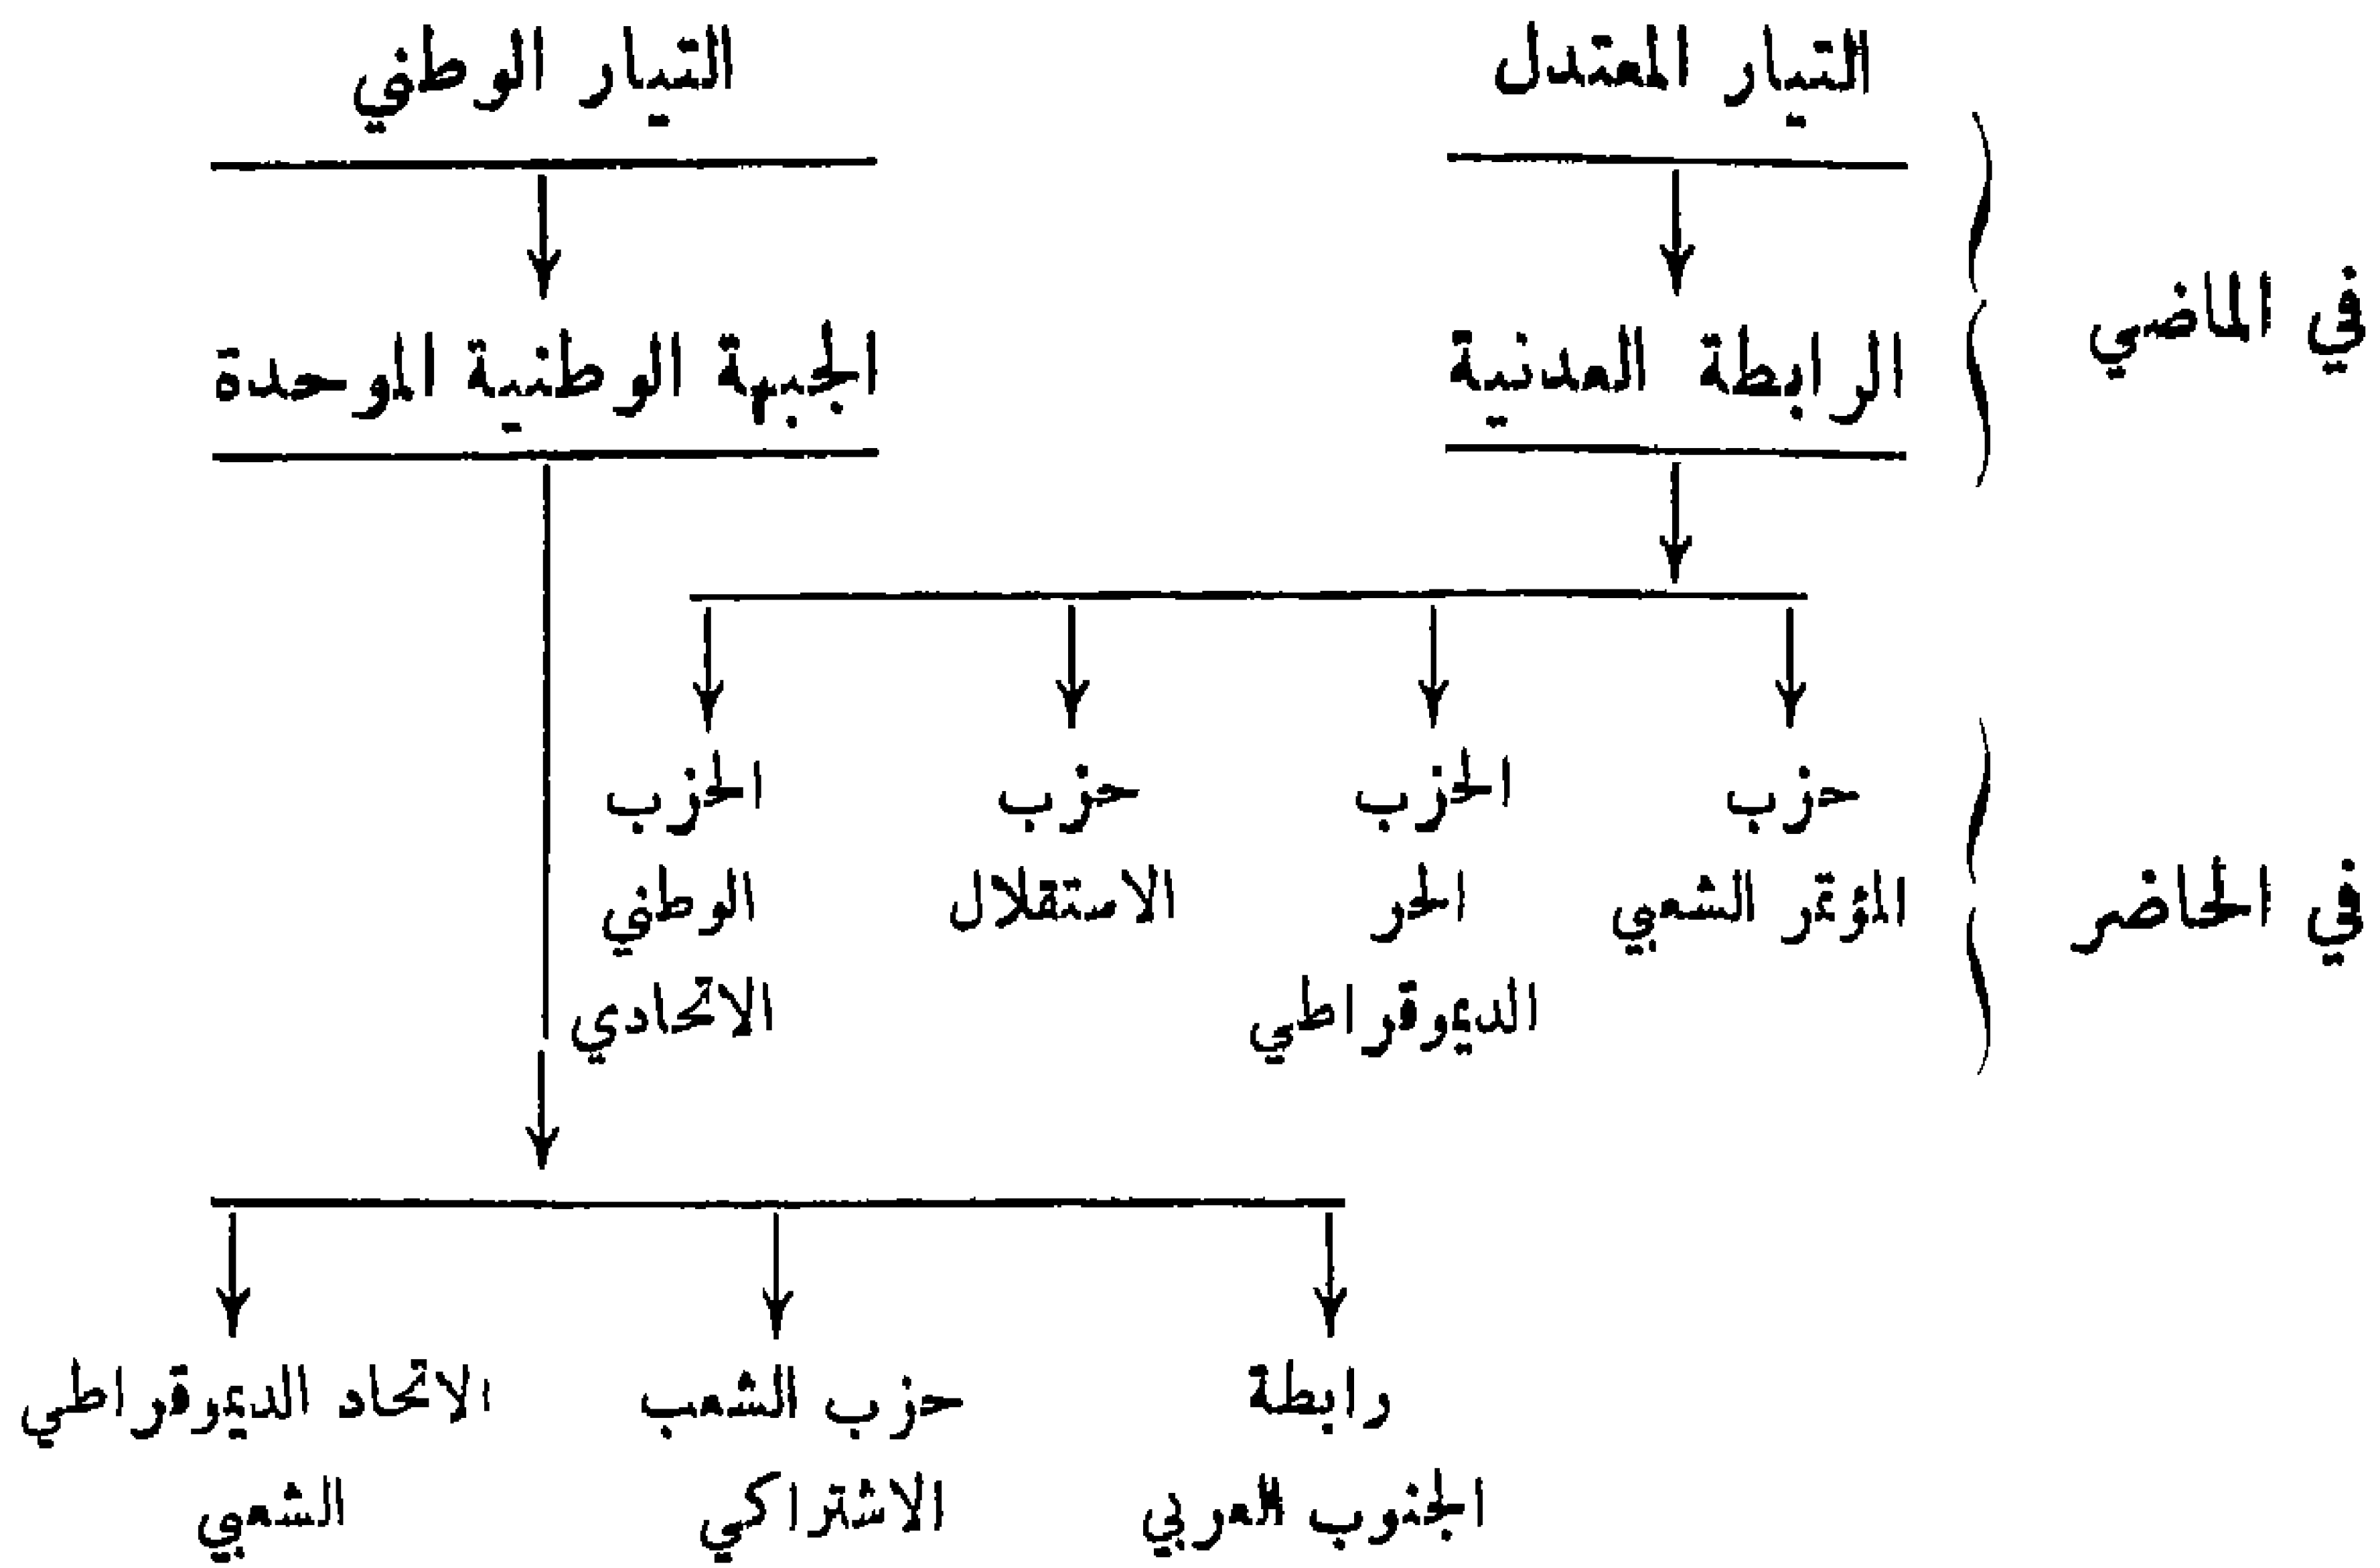 التيار المعتدل
التيار الوطني
في الماضي
الرابطة العدنية
الجبهة الوطنية الموحدة
حزب
المؤتمر الشعبي
الحزب
الحر
الديموقراطي
حزب
الاستقلال
الحزب
الوطني
الاتحادي
في الحاضر
رابطة
الجنوب العربي
حزب الشعب
الاشتراكي
الاتحاد الديموقراطي
الشعبي